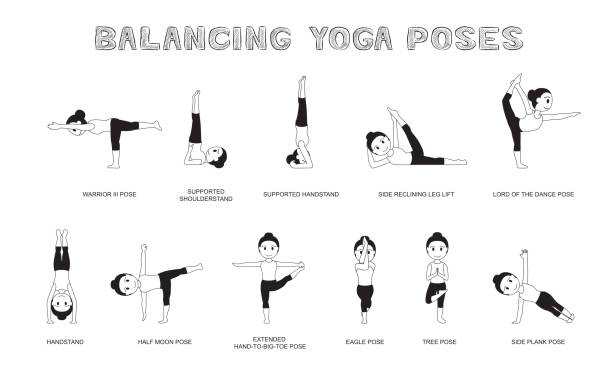 BALANCING YOGA POSES
WARRIOR III POSE
SUPPORTED
SHOULDERSTAND
SUPPORTED HANDSTAND
SIDE RECLINING LEG LIFT
LORD OF THE DANCE POSE
HANDSTAND
HALF MOON POSE
EXTENDED
HAND-TO-BIG-TOE POSE
EAGLE POSE
TREE POSE
SIDE PLANK POSE